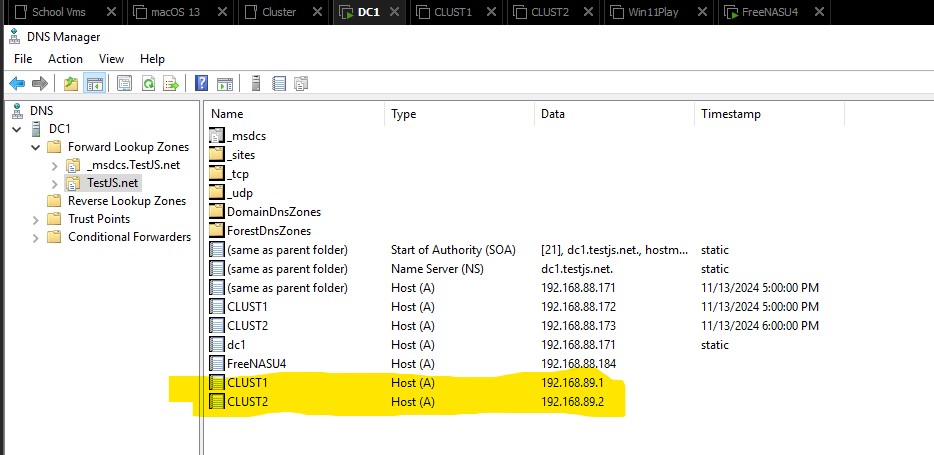 School Vms macOS 13 Cluster DC1 CLUST1 CLUST2 Win11Play FreeNASU4
DNS Manager
File Action View Help
DNS
DC1
Forward Lookup Zones
_msdcs.TestJS.net
TestJS.net
Reverse Lookup Zones
Trust Points
Conditional Forwarders
Name Type Data Timestamp
_msdcs
_sites
_tcp
_udp
DomainDnsZones
ForestDnsZones
(same as parent folder) Start of Authority (SOA) [21], dc1.testjs.net., hostm... static
(same as parent folder) Name Server (NS) dc1.testjs.net. static
(same as parent folder) Host (A) 192.168.88.171 11/13/2024 5:00:00 PM
CLUST1 Host (A) 192.168.88.172 11/13/2024 5:00:00 PM
CLUST2 Host (A) 192.168.88.173 11/13/2024 6:00:00 PM
dc1 Host (A) 192.168.88.171 static
FreeNASU4 Host (A) 192.168.88.184
CLUST1 Host (A) 192.168.89.1
CLUST2 Host (A) 192.168.89.2